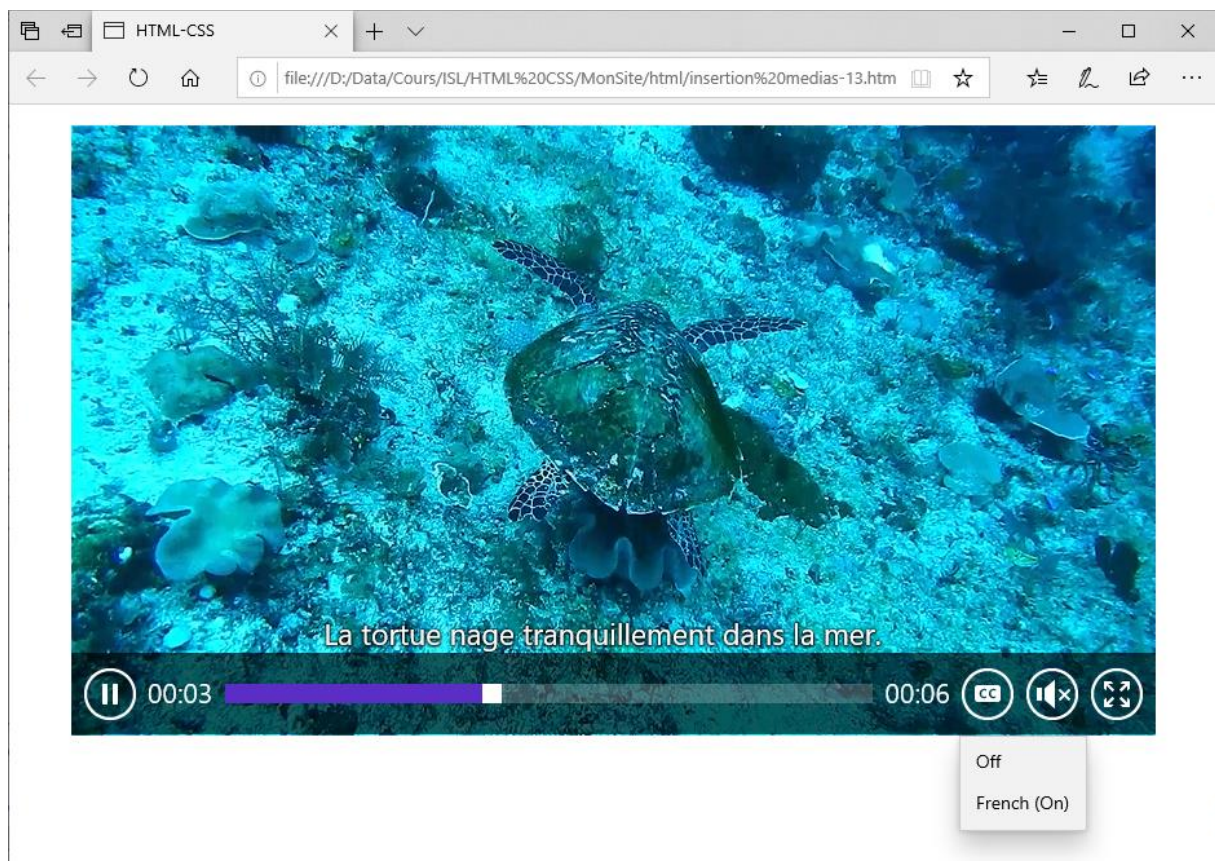 HTML-CSS
file:///D:/Data/Cours/ISL/HTML%20CSS/MonSite/html/insertion%20medias-13.htm
La tortue nage tranquillement dans la mer.
00:03
00:06
CC
Off
French (On)